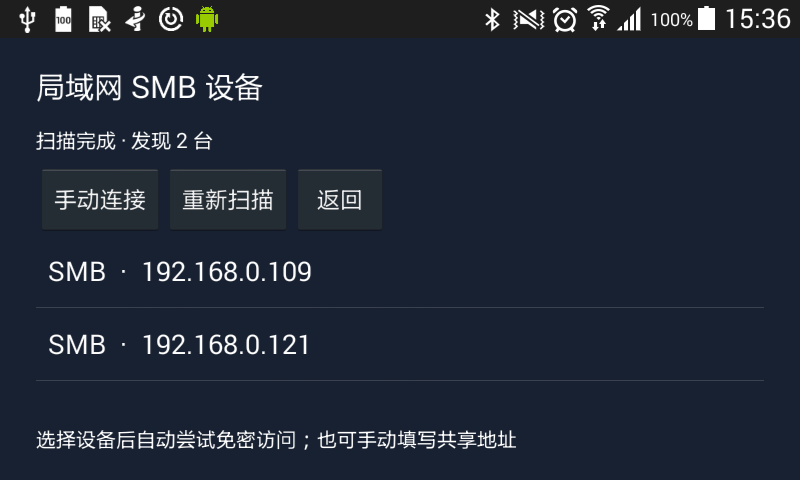 100
100% 15:36
局域网 SMB 设备
扫描完成 · 发现 2 台
手动连接 重新扫描 返回
SMB · 192.168.0.109
SMB · 192.168.0.121
选择设备后自动尝试免密访问；也可手动填写共享地址